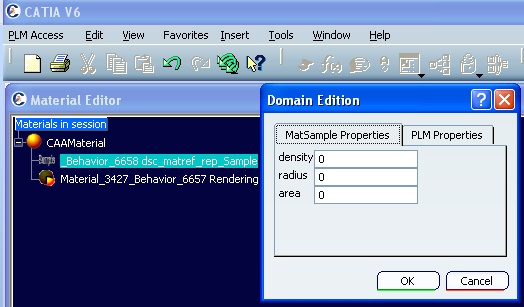 CATIA V6
PLM Access Edit View Favorites Insert Tools Window Help
Material Editor
Materials in session
CAAMaterial
_Behavior_6658 dsc_matref_rep_Sample
Material_3427_Behavior_6657 Rendering
Domain Edition
MatSample Properties PLM Properties
density 0
radius 0
area 0
OK Cancel